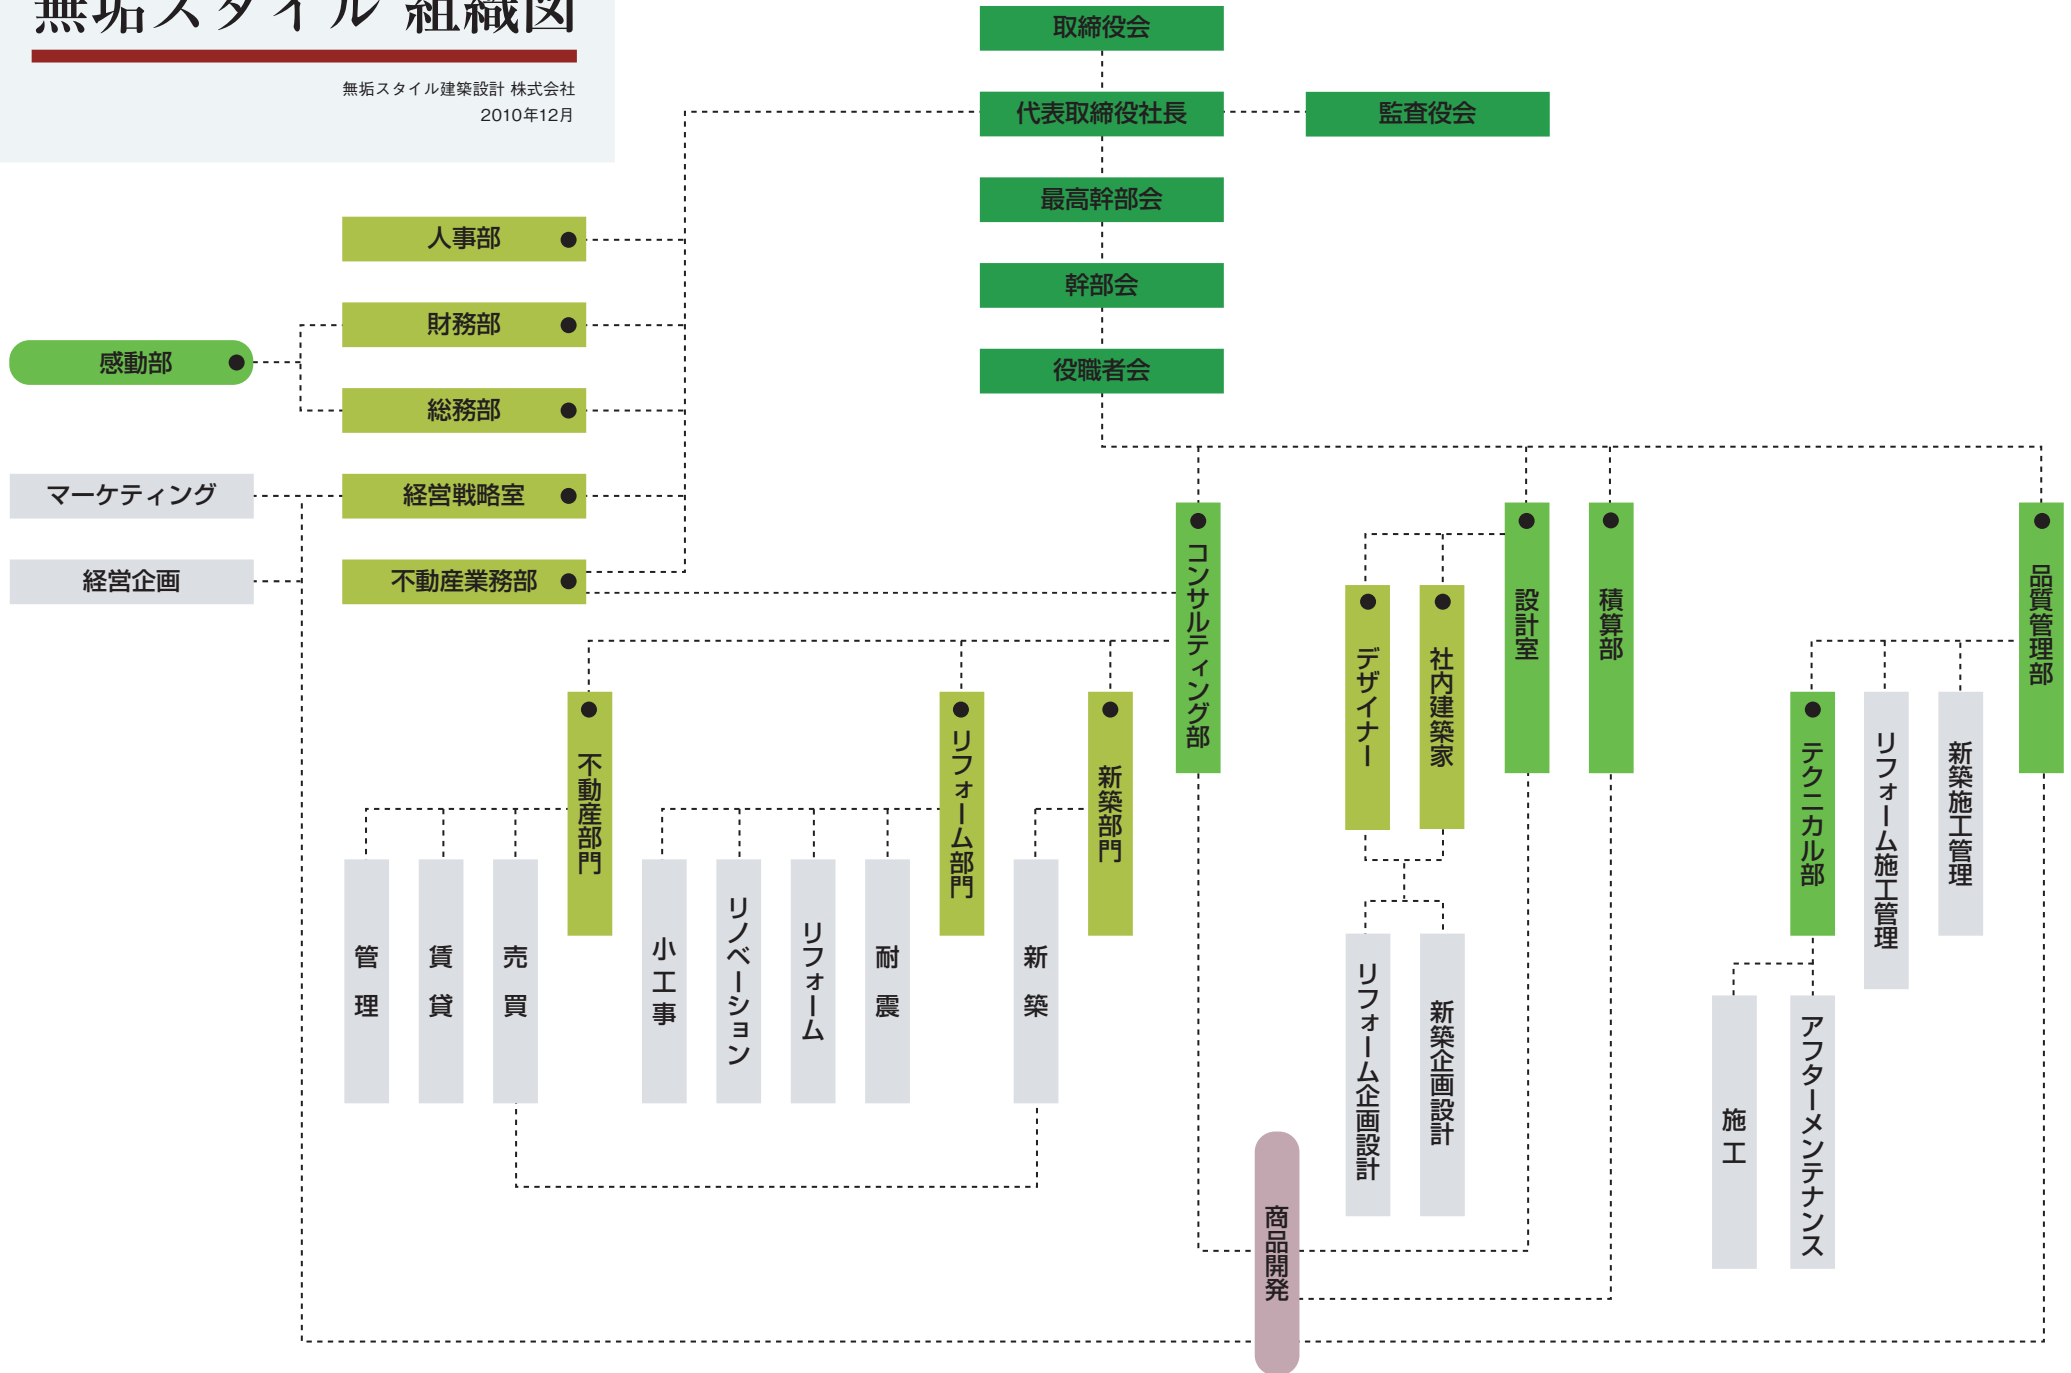 無垢スタイル 組織図
無垢スタイル建築設計 株式会社
2010年12月
取締役会
代表取締役社長
監査役会
最高幹部会
幹部会
役職者会
人事部
財務部
感動部
総務部
マーケティング
経営戦略室
経営企画
不動産業務部
コンサルティング部
設計室
積算部
品質管理部
デザイナー
社内建築家
不動産部門
リフォーム部門
新築部門
テクニカル部
リフォーム施工管理
新築施工管理
管理
賃貸
売買
小工事
リノベーション
リフォーム
耐震
新築
リフォーム企画設計
新築企画設計
施工
アフターメンテナンス
商品開発